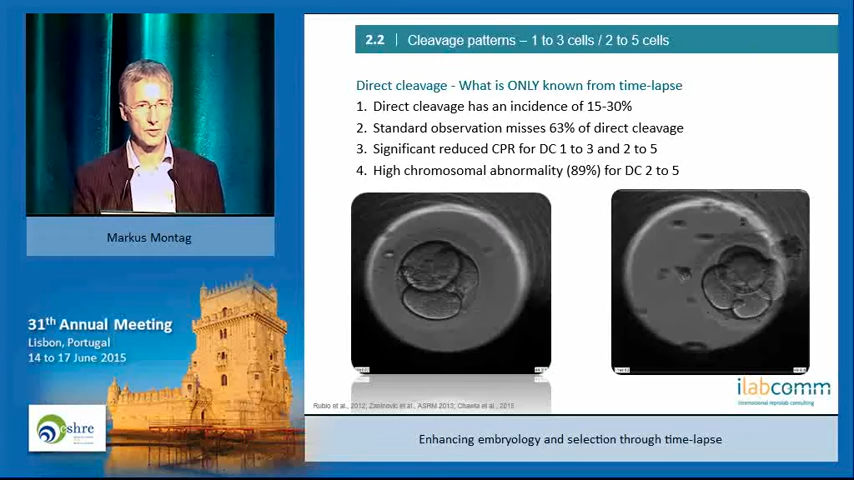 2.2 | Cleavage patterns – 1 to 3 cells / 2 to 5 cells
Direct cleavage - What is ONLY known from time-lapse
1. Direct cleavage has an incidence of 15-30%
2. Standard observation misses 63% of direct cleavage
3. Significant reduced CPR for DC 1 to 3 and 2 to 5
4. High chromosomal abnormality (89%) for DC 2 to 5
Markus Montag
31th Annual Meeting
Lisbon, Portugal
14 to 17 June 2015
eshre
ilabcomm
international reprolab consulting
Rubio et al., 2012; Zaninovic et al., ASRM 2013; Chawla et al., 2015
Enhancing embryology and selection through time-lapse